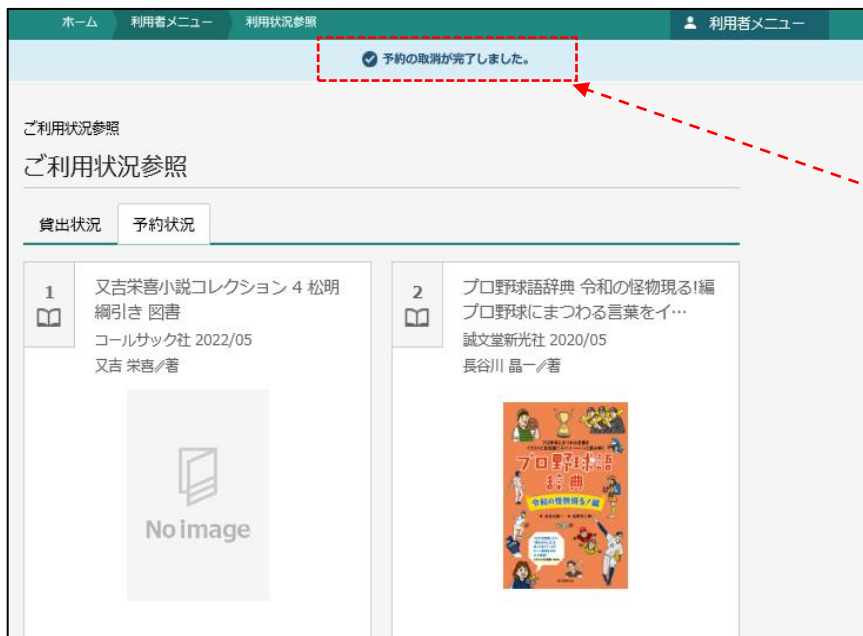 ホーム 利用者メニュー 利用状況参照 利用者メニュー
予約の取消が完了しました。
ご利用状況参照
ご利用状況参照
貸出状況 予約状況
1
又吉栄喜小説コレクション 4 松明
綱引き 図書
コールサック社 2022/05
又吉 栄喜∥著
No image
2
プロ野球語辞典 令和の怪物現る!編
プロ野球にまつわる言葉をイ…
誠文堂新光社 2020/05
長谷川 晶一∥著
プロ野球語
辞典
令和の怪物現る!編